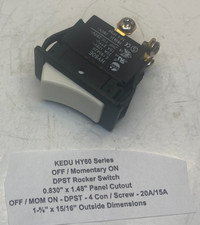 KEDU HY60 Series
OFF / Momentary ON
DPST Rocker Switch
0.830" x 1.48" Panel Cutout
OFF / MOM ON - DPST - 4 Con / Screw - 20A/15A
1-¾" x 15/16" Outside Dimensions